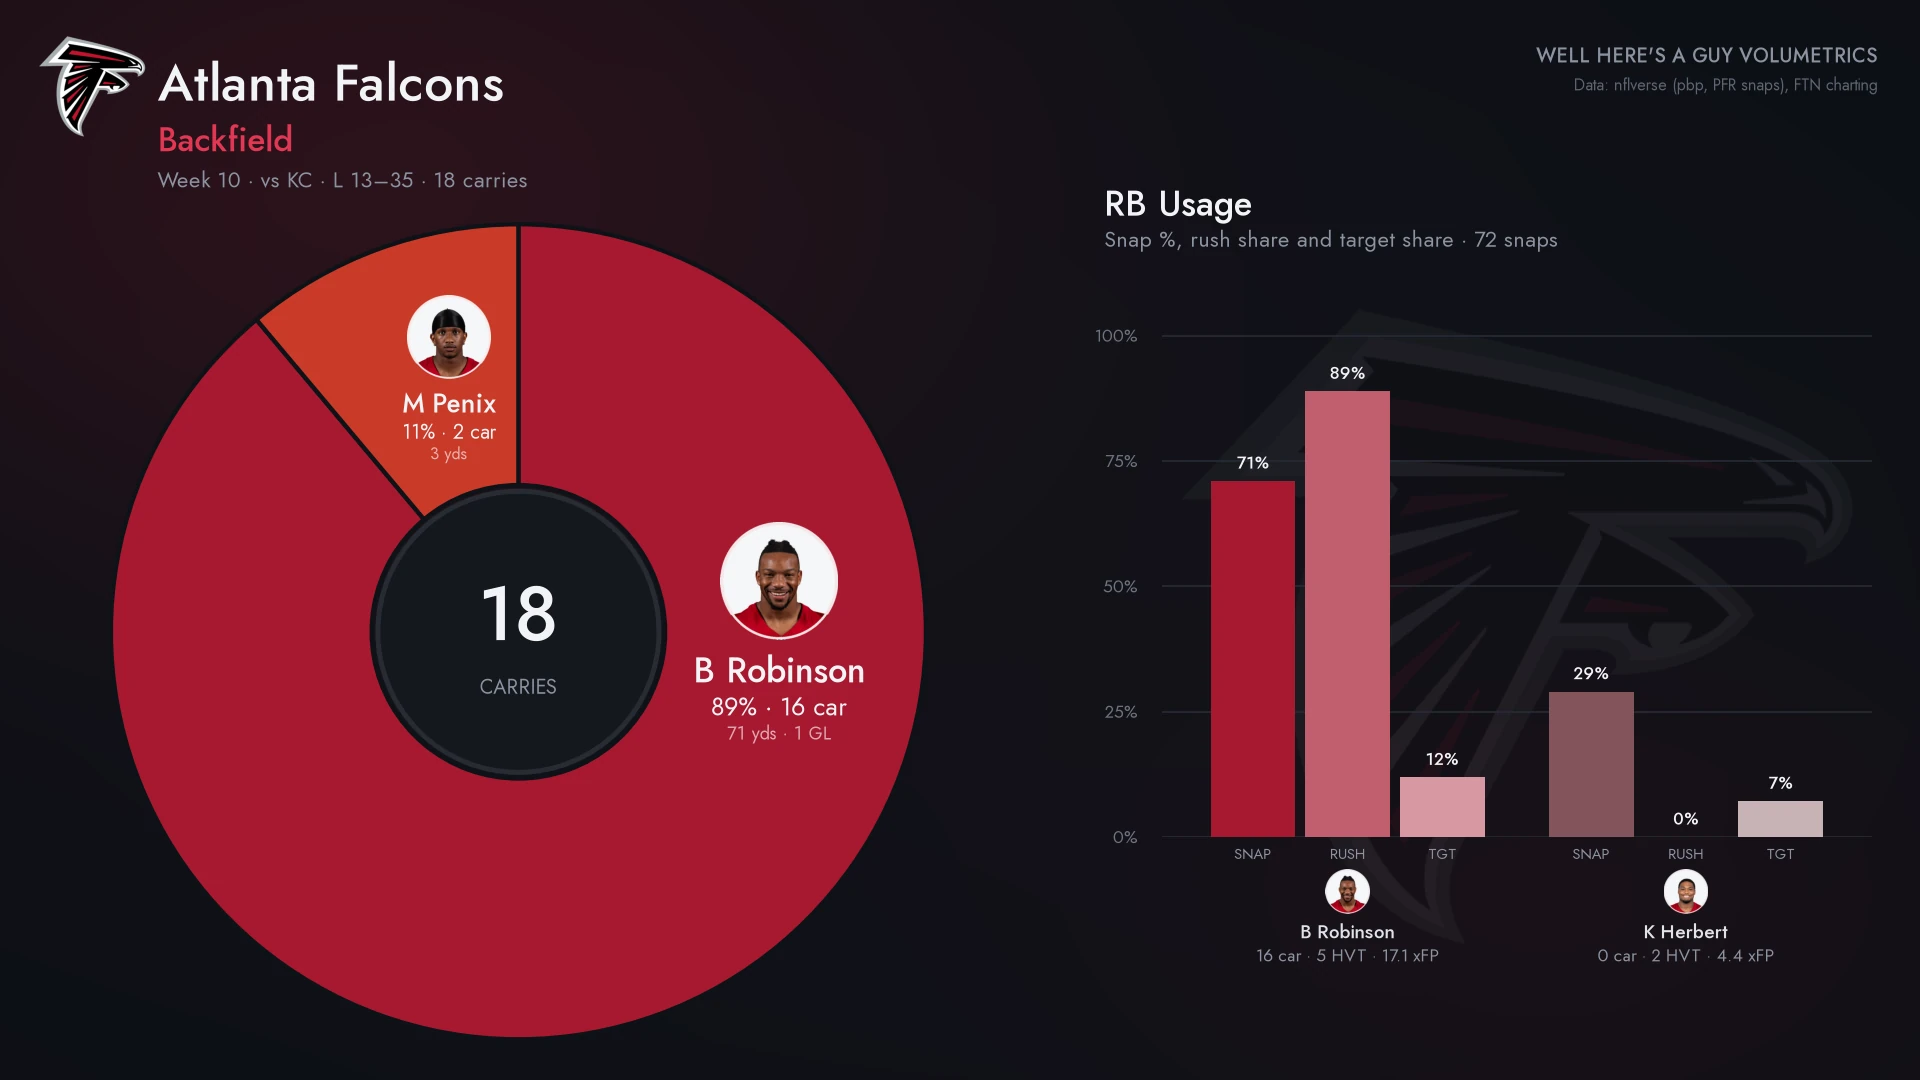 Atlanta Falcons
Backfield
Week 10 · vs KC · L 13–35 · 18 carries
WELL HERE'S A GUY VOLUMETRICS
Data: nflverse (pbp, PFR snaps), FTN charting
M Penix
11% · 2 car
3 yds
18
CARRIES
B Robinson
89% · 16 car
71 yds · 1 GL
RB Usage
Snap %, rush share and target share · 72 snaps
100%
75%
50%
25%
0%
71%
89%
12%
29%
0%
7%
SNAP RUSH TGT SNAP RUSH TGT
B Robinson
16 car · 5 HVT · 17.1 xFP
K Herbert
0 car · 2 HVT · 4.4 xFP